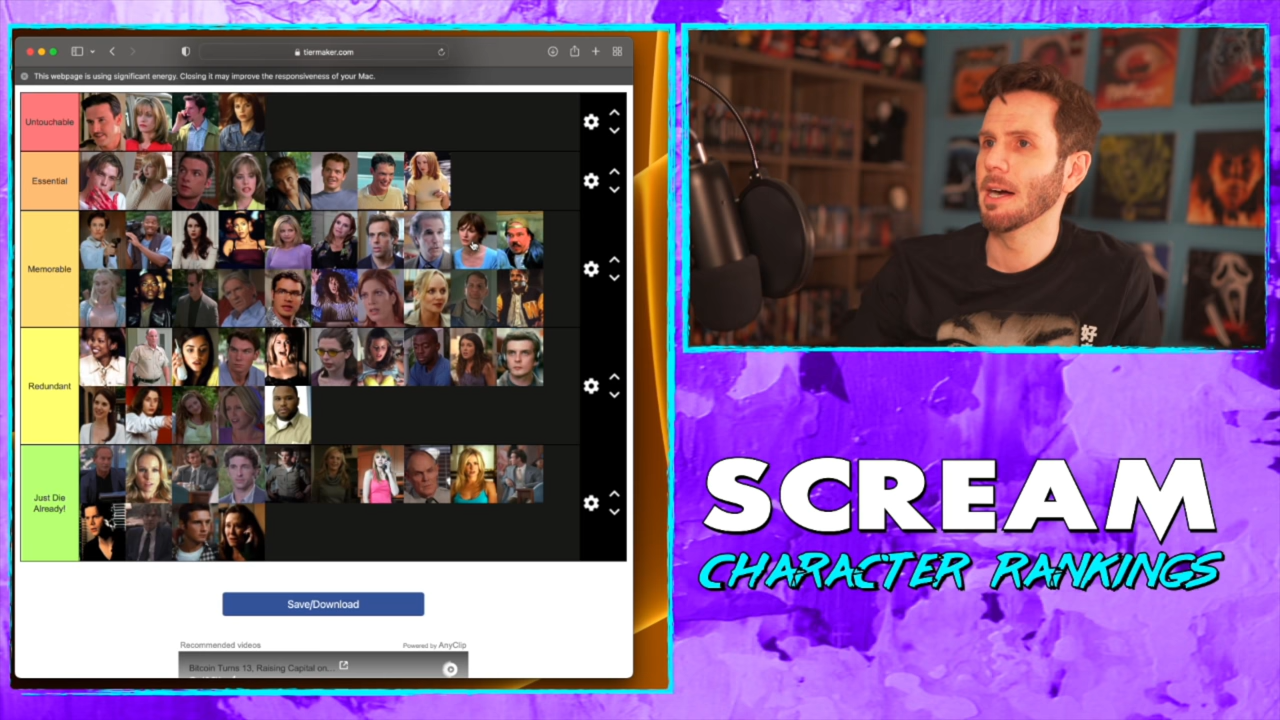 tiermaker.com
This webpage is using significant energy. Closing it may improve the responsiveness of your Mac.
Untouchable
Essential
Memorable
Redundant
Just Die
Already!
Save/Download
Recommended videos
Powered by AnyClip
Bitcoin Turns 13, Raising Capital on...
好
SCREAM
CHARACTER RANKINGS